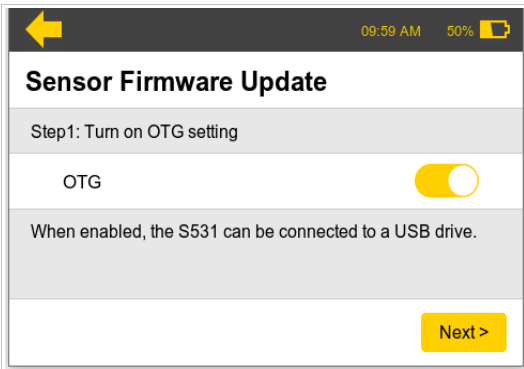 09:59 AM 50%
Sensor Firmware Update
Step1: Turn on OTG setting
OTG
When enabled, the S531 can be connected to a USB drive.
Next >